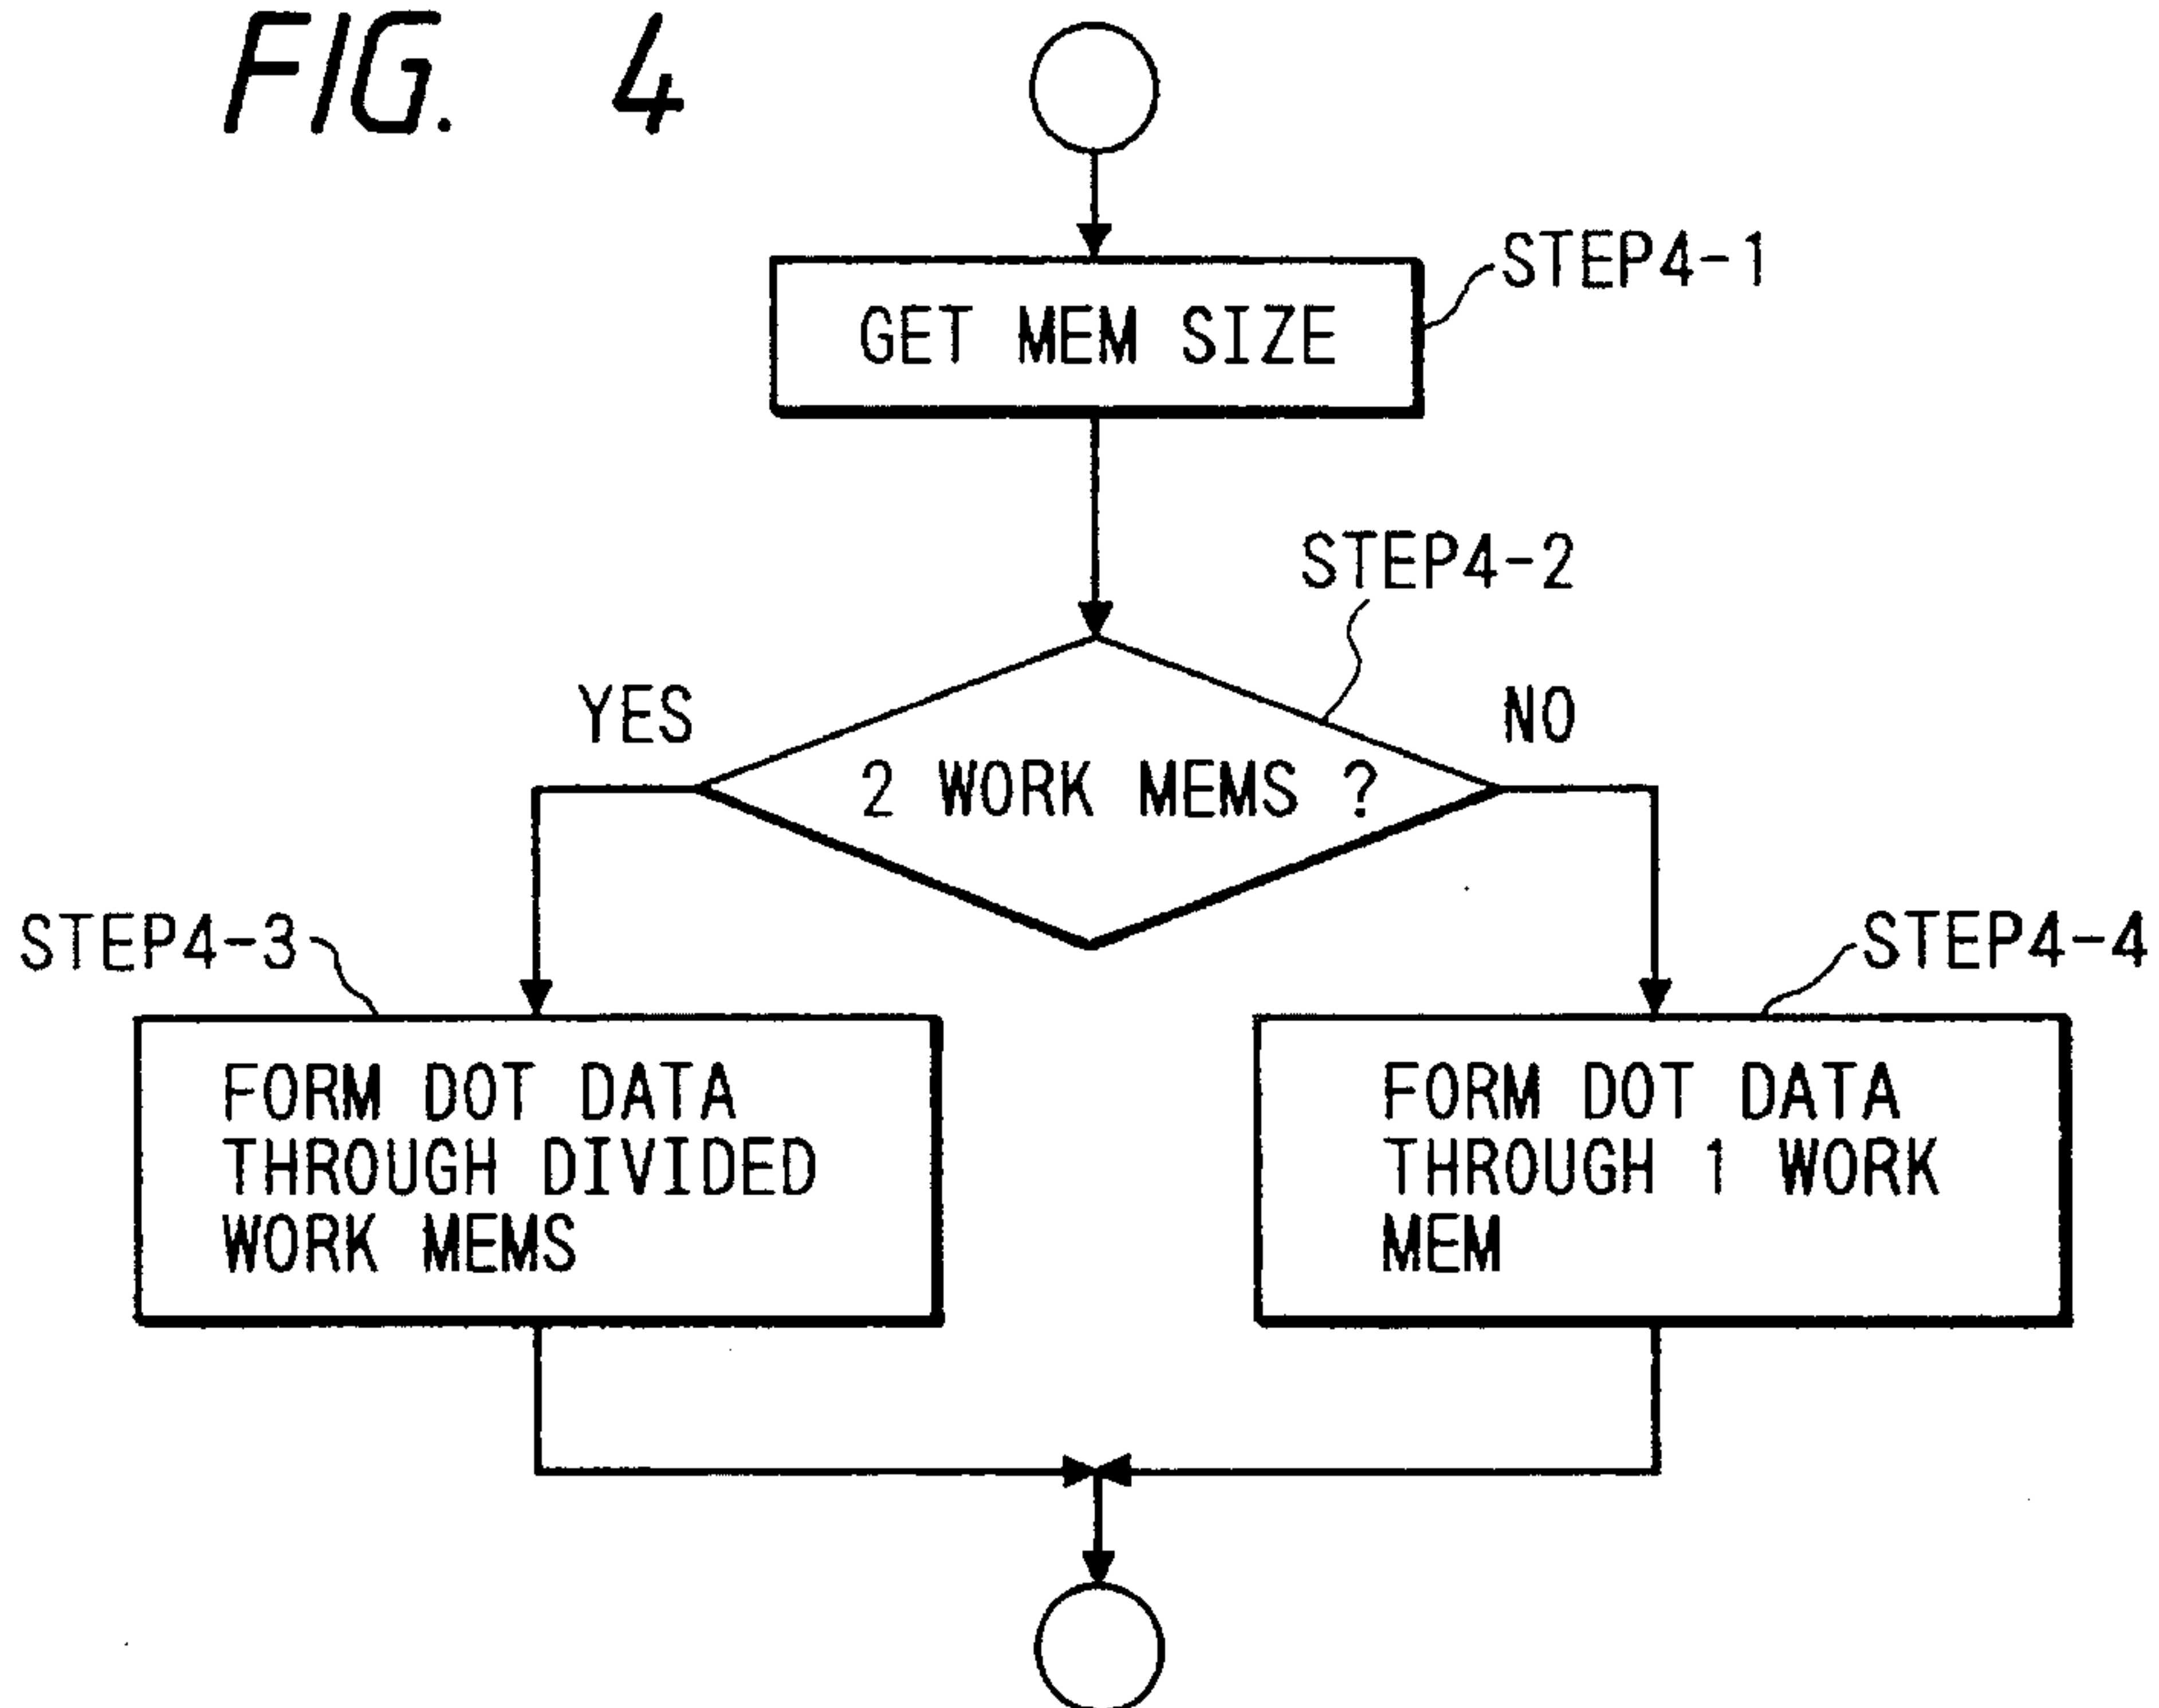 FIG. 4
STEP4-1
GET MEM SIZE
STEP4-2
YES
NO
2 WORK MEMS ?
STEP4-3
STEP4-4
FORM DOT DATA
THROUGH DIVIDED
WORK MEMS
FORM DOT DATA
THROUGH 1 WORK
MEM